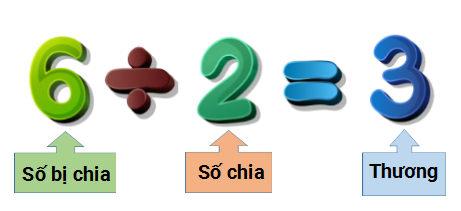 6 ÷ 2 = 3
Số bị chia Số chia Thương